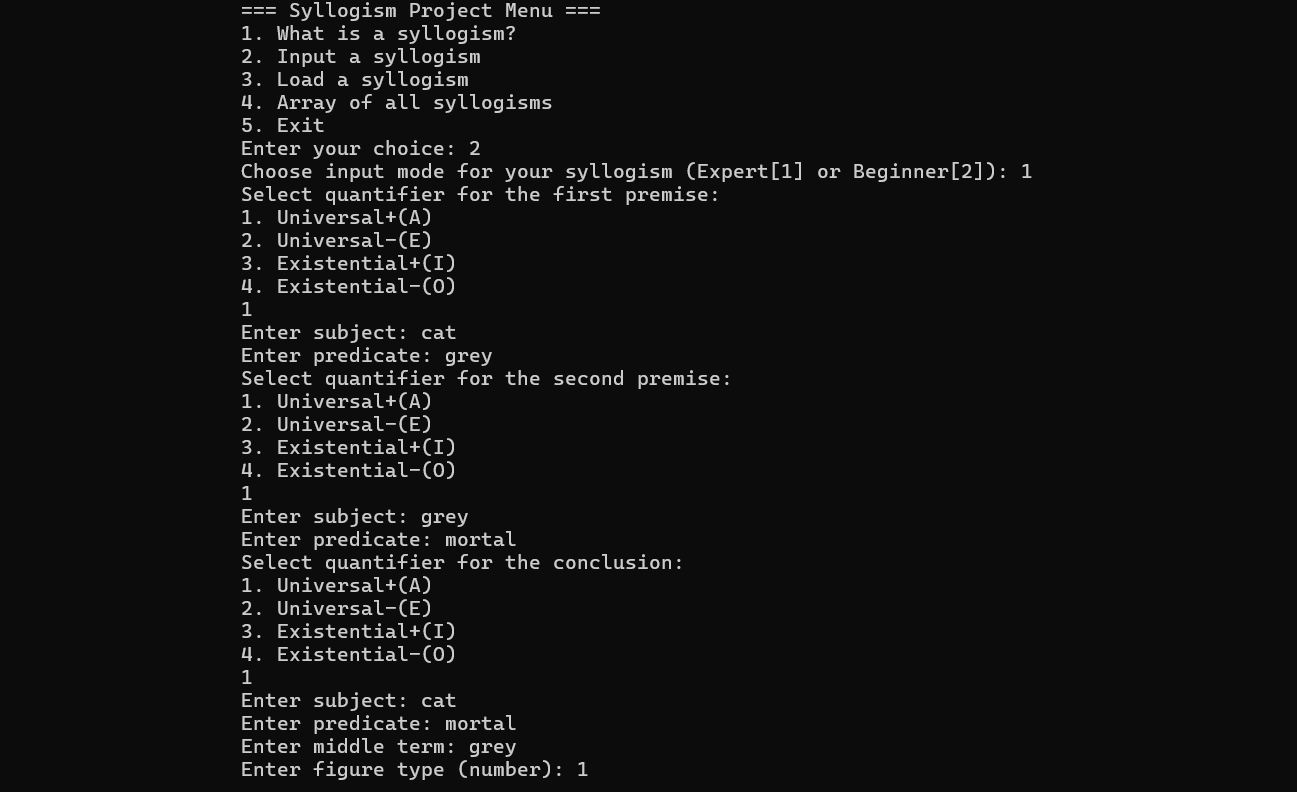 === Syllogism Project Menu ===
1. What is a syllogism?
2. Input a syllogism
3. Load a syllogism
4. Array of all syllogisms
5. Exit
Enter your choice: 2
Choose input mode for your syllogism (Expert[1] or Beginner[2]): 1
Select quantifier for the first premise:
1. Universal+(A)
2. Universal-(E)
3. Existential+(I)
4. Existential-(O)
1
Enter subject: cat
Enter predicate: grey
Select quantifier for the second premise:
1. Universal+(A)
2. Universal-(E)
3. Existential+(I)
4. Existential-(O)
1
Enter subject: grey
Enter predicate: mortal
Select quantifier for the conclusion:
1. Universal+(A)
2. Universal-(E)
3. Existential+(I)
4. Existential-(O)
1
Enter subject: cat
Enter predicate: mortal
Enter middle term: grey
Enter figure type (number): 1